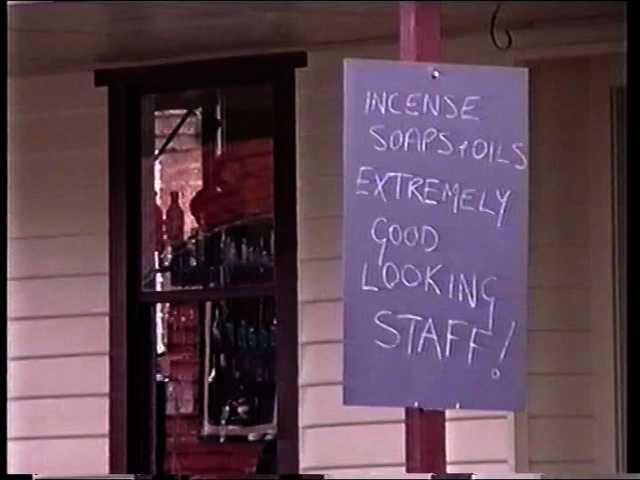 INCENSE
SOAPS+OILS
EXTREMELY
GOOD
LOOKING
STAFF!